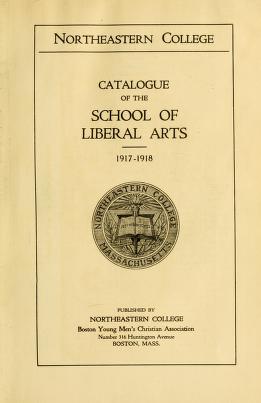 NORTHEASTERN COLLEGE
CATALOGUE
OF THE
SCHOOL OF
LIBERAL ARTS
1917-1918
NORTHEASTERN COLLEGE
MASSACHUSETTS
PUBLISHED BY
NORTHEASTERN COLLEGE
Boston Young Men's Christian Association
Number 316 Huntington Avenue
BOSTON, MASS.